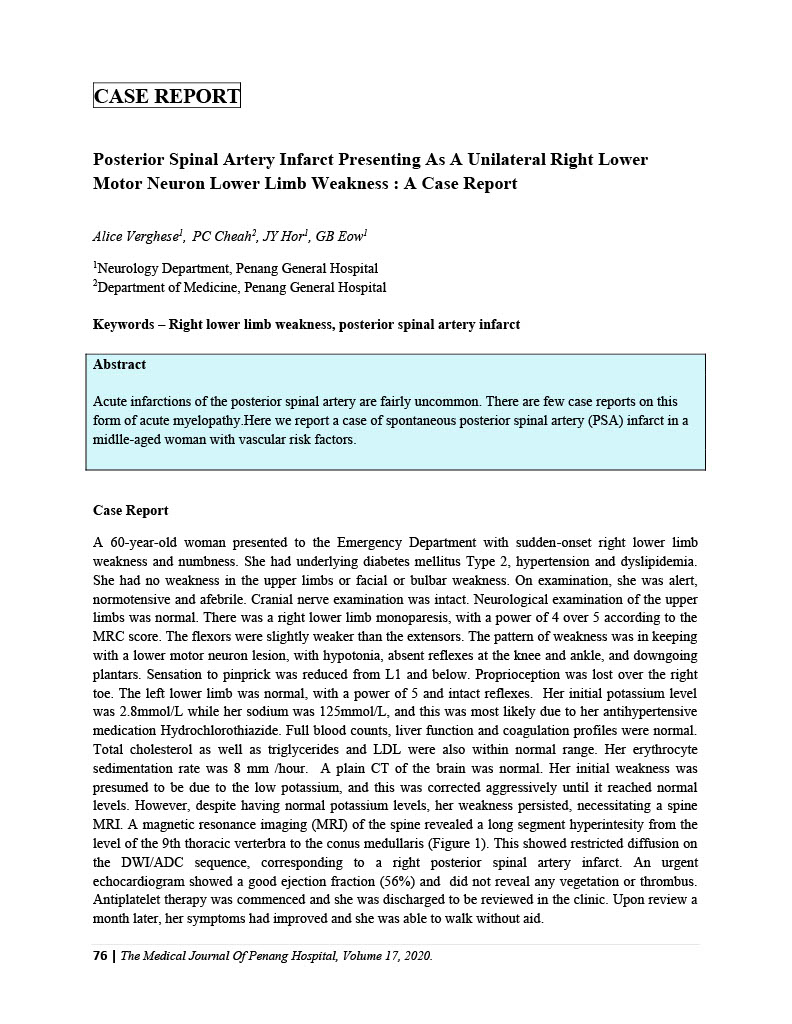 CASE REPORT
Posterior Spinal Artery Infarct Presenting As A Unilateral Right Lower
Motor Neuron Lower Limb Weakness : A Case Report
Alice Verghese1, PC Cheah2, JY Hor1, GB Eow1
1Neurology Department, Penang General Hospital
2Department of Medicine, Penang General Hospital
Keywords – Right lower limb weakness, posterior spinal artery infarct
Abstract
Acute infarctions of the posterior spinal artery are fairly uncommon. There are few case reports on this
form of acute myelopathy.Here we report a case of spontaneous posterior spinal artery (PSA) infarct in a
midlle-aged woman with vascular risk factors.
Case Report
A 60-year-old woman presented to the Emergency Department with sudden-onset right lower limb
weakness and numbness. She had underlying diabetes mellitus Type 2, hypertension and dyslipidemia.
She had no weakness in the upper limbs or facial or bulbar weakness. On examination, she was alert,
normotensive and afebrile. Cranial nerve examination was intact. Neurological examination of the upper
limbs was normal. There was a right lower limb monoparesis, with a power of 4 over 5 according to the
MRC score. The flexors were slightly weaker than the extensors. The pattern of weakness was in keeping
with a lower motor neuron lesion, with hypotonia, absent reflexes at the knee and ankle, and downgoing
plantars. Sensation to pinprick was reduced from L1 and below. Proprioception was lost over the right
toe. The left lower limb was normal, with a power of 5 and intact reflexes. Her initial potassium level
was 2.8mmol/L while her sodium was 125mmol/L, and this was most likely due to her antihypertensive
medication Hydrochlorothiazide. Full blood counts, liver function and coagulation profiles were normal.
Total cholesterol as well as triglycerides and LDL were also within normal range. Her erythrocyte
sedimentation rate was 8 mm /hour. A plain CT of the brain was normal. Her initial weakness was
presumed to be due to the low potassium, and this was corrected aggressively until it reached normal
levels. However, despite having normal potassium levels, her weakness persisted, necessitating a spine
MRI. A magnetic resonance imaging (MRI) of the spine revealed a long segment hyperintesity from the
level of the 9th thoracic verterbra to the conus medullaris (Figure 1). This showed restricted diffusion on
the DWI/ADC sequence, corresponding to a right posterior spinal artery infarct. An urgent
echocardiogram showed a good ejection fraction (56%) and did not reveal any vegetation or thrombus.
Antiplatelet therapy was commenced and she was discharged to be reviewed in the clinic. Upon review a
month later, her symptoms had improved and she was able to walk without aid.
76 | The Medical Journal Of Penang Hospital, Volume 17, 2020.